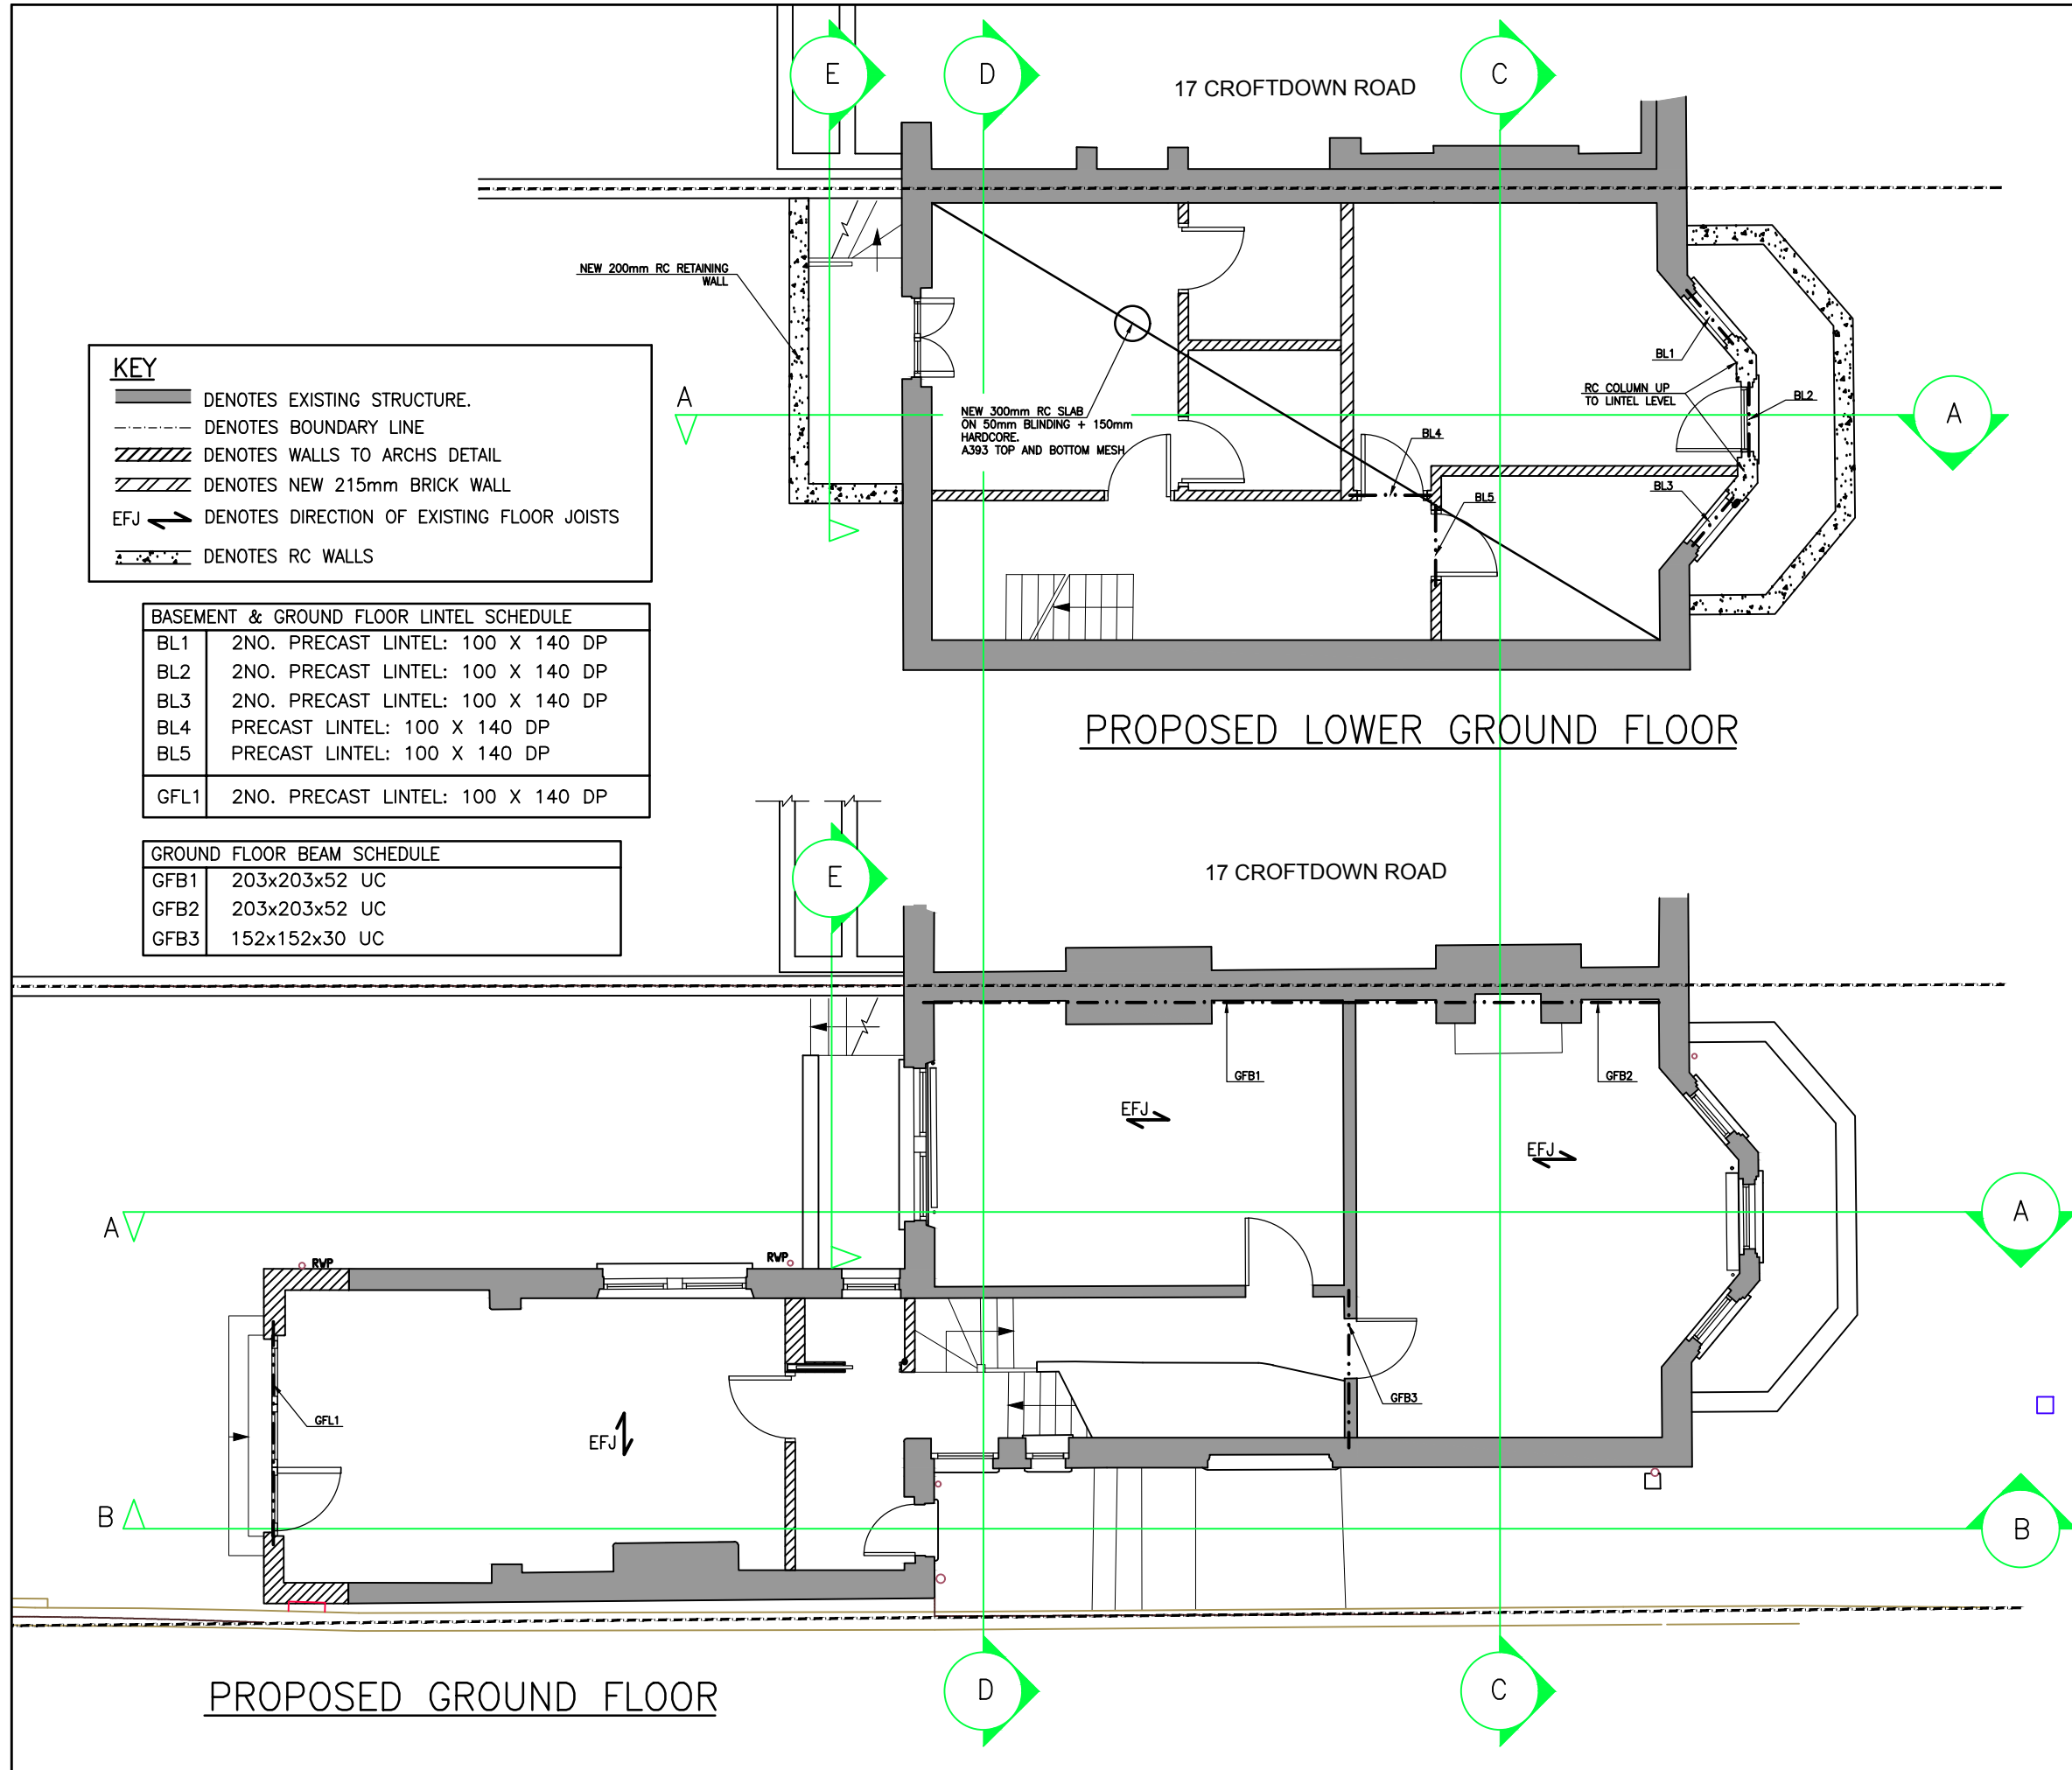 E
D
C
17 CROFTDOWN ROAD
NEW 200mm RC RETAINING
WALL
KEY
DENOTES EXISTING STRUCTURE.
DENOTES BOUNDARY LINE
DENOTES WALLS TO ARCHS DETAIL
DENOTES NEW 215mm BRICK WALL
EFJ DENOTES DIRECTION OF EXISTING FLOOR JOISTS
DENOTES RC WALLS
A
NEW 300mm RC SLAB
ON 50mm BLINDING + 150mm
HARDCORE.
A393 TOP AND BOTTOM MESH
BL1
RC COLUMN UP
TO LINTEL LEVEL
BL2
A
BL4
BL5
BL3
BASEMENT & GROUND FLOOR LINTEL SCHEDULE
BL1 2NO. PRECAST LINTEL: 100 X 140 DP
BL2 2NO. PRECAST LINTEL: 100 X 140 DP
BL3 2NO. PRECAST LINTEL: 100 X 140 DP
BL4 PRECAST LINTEL: 100 X 140 DP
BL5 PRECAST LINTEL: 100 X 140 DP
GFL1 2NO. PRECAST LINTEL: 100 X 140 DP
PROPOSED LOWER GROUND FLOOR
GROUND FLOOR BEAM SCHEDULE
GFB1 203x203x52 UC
GFB2 203x203x52 UC
GFB3 152x152x30 UC
E
17 CROFTDOWN ROAD
GFB1
GFB2
EFJ
EFJ
A
A
RWP
RWP
GFB3
GFL1
EFJ
B
B
D
C
PROPOSED GROUND FLOOR